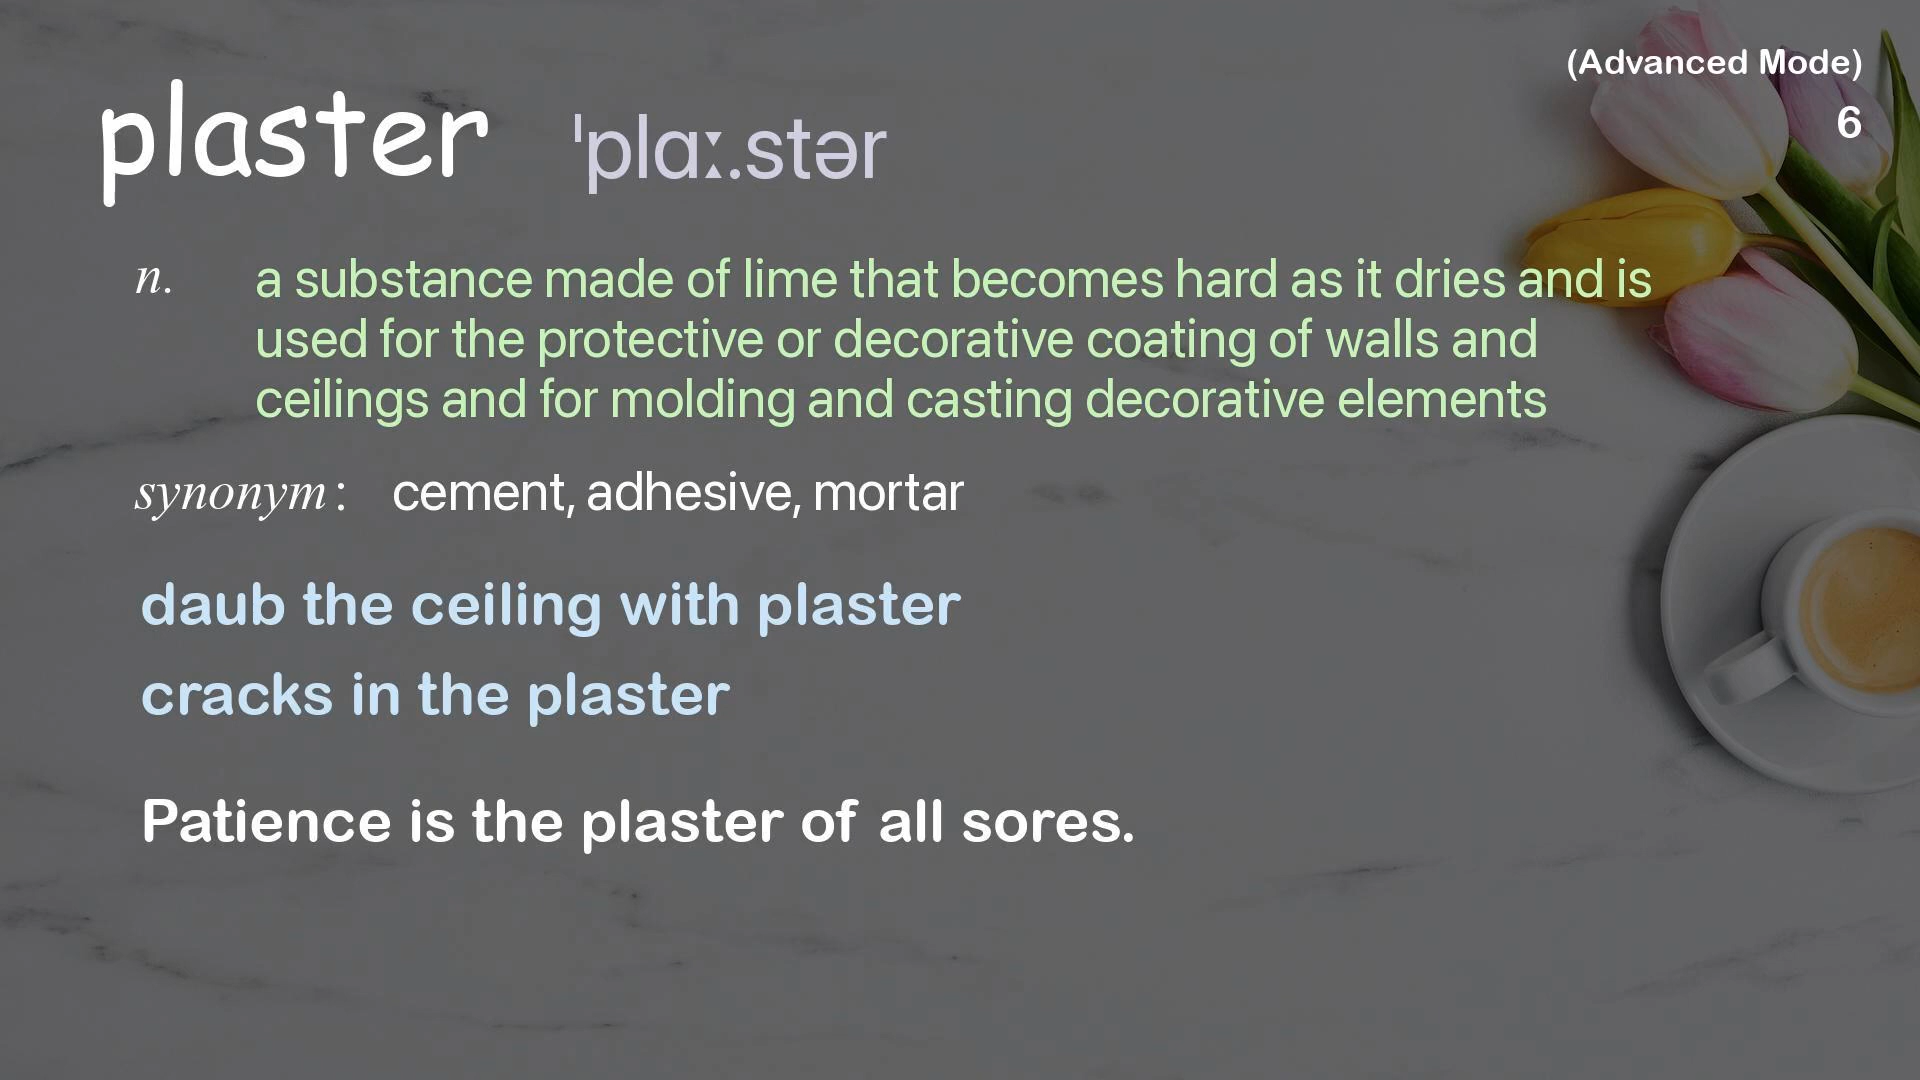 (Advanced Mode)
6
plaster ˈplɑː.stər
n. a substance made of lime that becomes hard as it dries and is
used for the protective or decorative coating of walls and
ceilings and for molding and casting decorative elements
synonym : cement, adhesive, mortar
daub the ceiling with plaster
cracks in the plaster
Patience is the plaster of all sores.